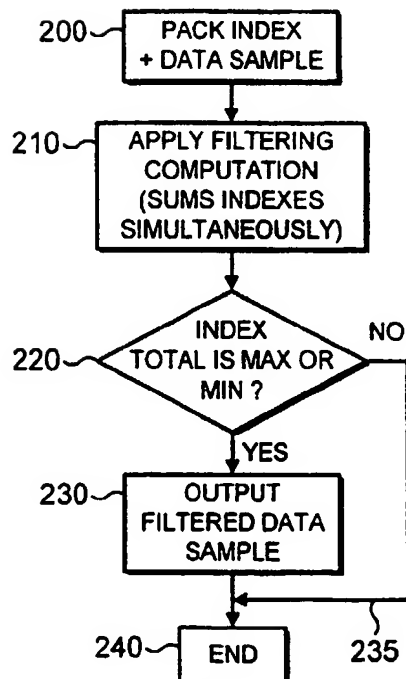 200
PACK INDEX
+ DATA SAMPLE
210
APPLY FILTERING
COMPUTATION
(SUMS INDEXES
SIMULTANEOUSLY)
220
INDEX
TOTAL IS MAX OR
MIN ?
NO
YES
230
OUTPUT
FILTERED DATA
SAMPLE
235
240
END